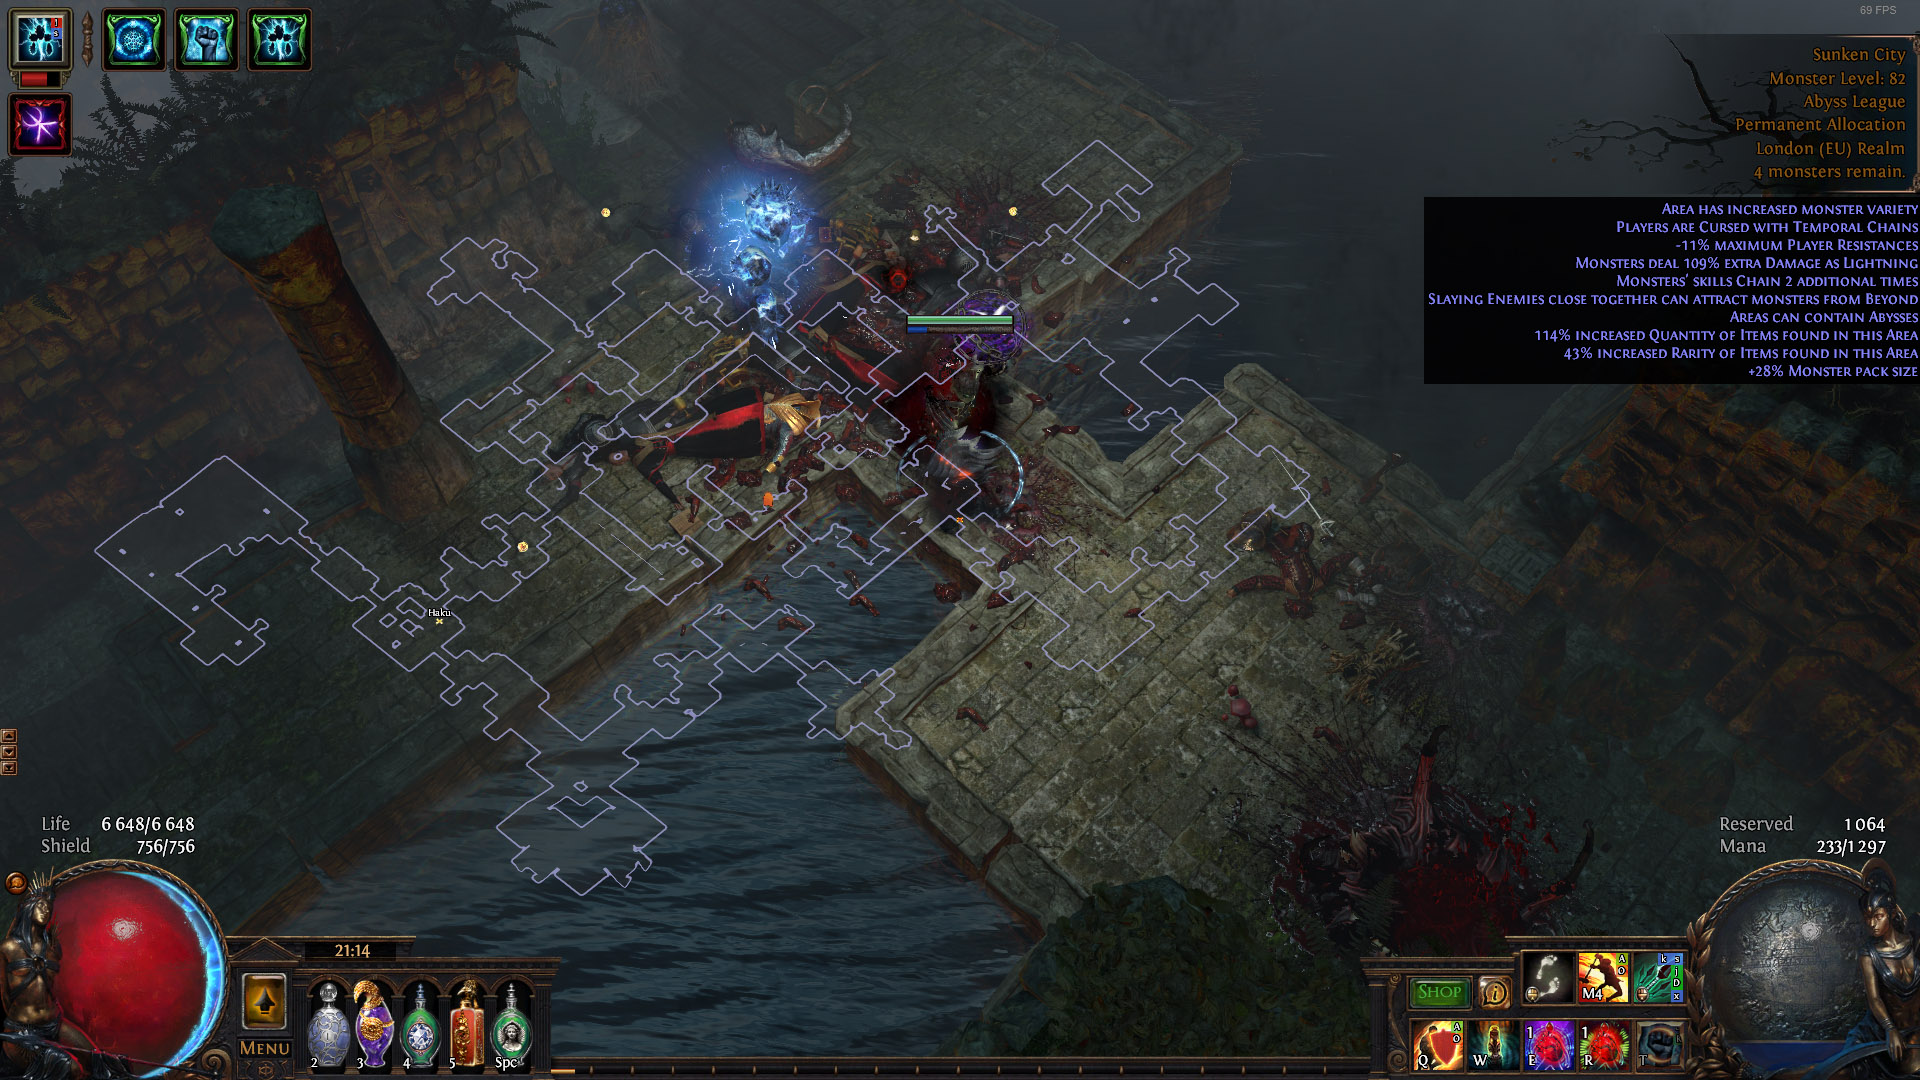 69 FPS
1
3
Sunken City
Monster Level: 82
Abyss League
Permanent Allocation
London (EU) Realm
4 monsters remain.
Area has increased monster variety
Players are Cursed with Temporal Chains
-11% maximum Player Resistances
Monsters deal 109% extra Damage as Lightning
Monsters' skills Chain 2 additional times
Slaying Enemies close together can attract monsters from Beyond
Areas can contain Abysses
114% increased Quantity of Items found in this Area
43% increased Rarity of Items found in this Area
+28% Monster pack size
Haku
Life 6 648/6 648
Shield 756/756
Reserved 1 064
Mana 233/1 297
21:14
Menu
2 3 4 5 Spc
Shop
M4 A O
k s j D x
Q A O W 1 E 1 R T